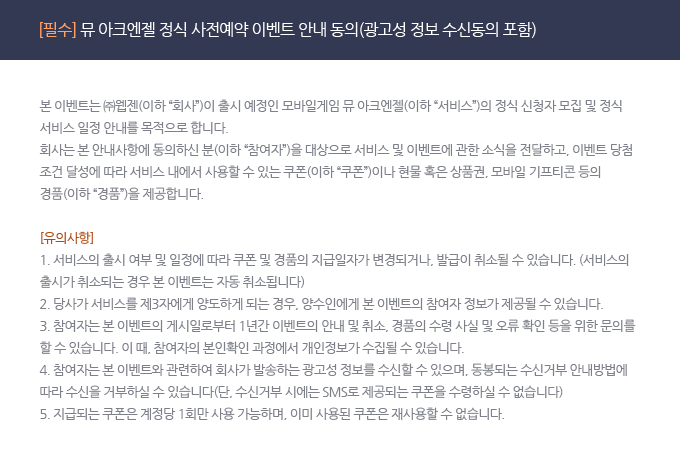 [필수] 뮤 아크엔젤 정식 사전예약 이벤트 안내 동의(광고성 정보 수신동의 포함)
본 이벤트는 ㈜웹젠(이하 “회사”)이 출시 예정인 모바일게임 뮤 아크엔젤(이하 “서비스”)의 정식 신청자 모집 및 정식
서비스 일정 안내를 목적으로 합니다.
회사는 본 안내사항에 동의하신 분(이하 “참여자”)을 대상으로 서비스 및 이벤트에 관한 소식을 전달하고, 이벤트 당첨
조건 달성에 따라 서비스 내에서 사용할 수 있는 쿠폰(이하 “쿠폰”)이나 현물 혹은 상품권, 모바일 기프티콘 등의
경품(이하 “경품”)을 제공합니다.
[유의사항]
1. 서비스의 출시 여부 및 일정에 따라 쿠폰 및 경품의 지급일자가 변경되거나, 발급이 취소될 수 있습니다. (서비스의
출시가 취소되는 경우 본 이벤트는 자동 취소됩니다)
2. 당사가 서비스를 제3자에게 양도하게 되는 경우, 양수인에게 본 이벤트의 참여자 정보가 제공될 수 있습니다.
3. 참여자는 본 이벤트의 게시일로부터 1년간 이벤트의 안내 및 취소, 경품의 수령 사실 및 오류 확인 등을 위한 문의를
할 수 있습니다. 이 때, 참여자의 본인확인 과정에서 개인정보가 수집될 수 있습니다.
4. 참여자는 본 이벤트와 관련하여 회사가 발송하는 광고성 정보를 수신할 수 있으며, 동봉되는 수신거부 안내방법에
따라 수신을 거부하실 수 있습니다(단, 수신거부 시에는 SMS로 제공되는 쿠폰을 수령하실 수 없습니다)
5. 지급되는 쿠폰은 계정당 1회만 사용 가능하며, 이미 사용된 쿠폰은 재사용할 수 없습니다.